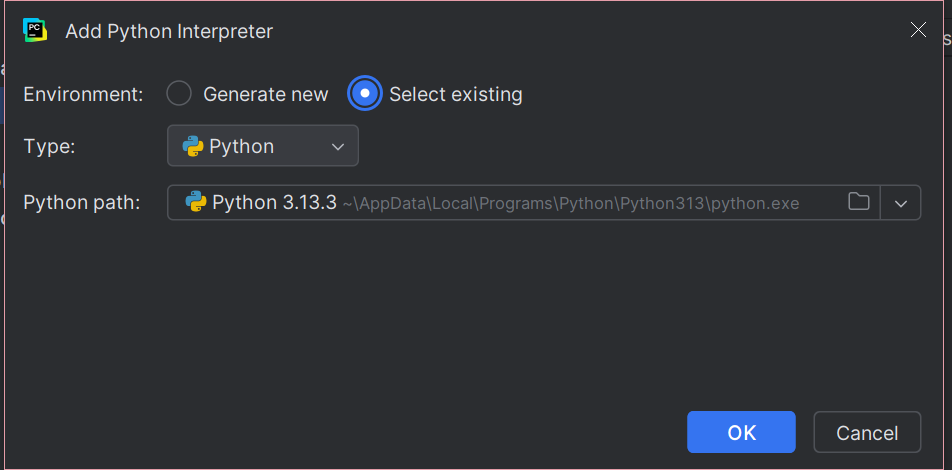 PC Add Python Interpreter
Environment: Generate new Select existing
Type: Python
Python path: Python 3.13.3 ~\AppData\Local\Programs\Python\Python313\python.exe
OK Cancel